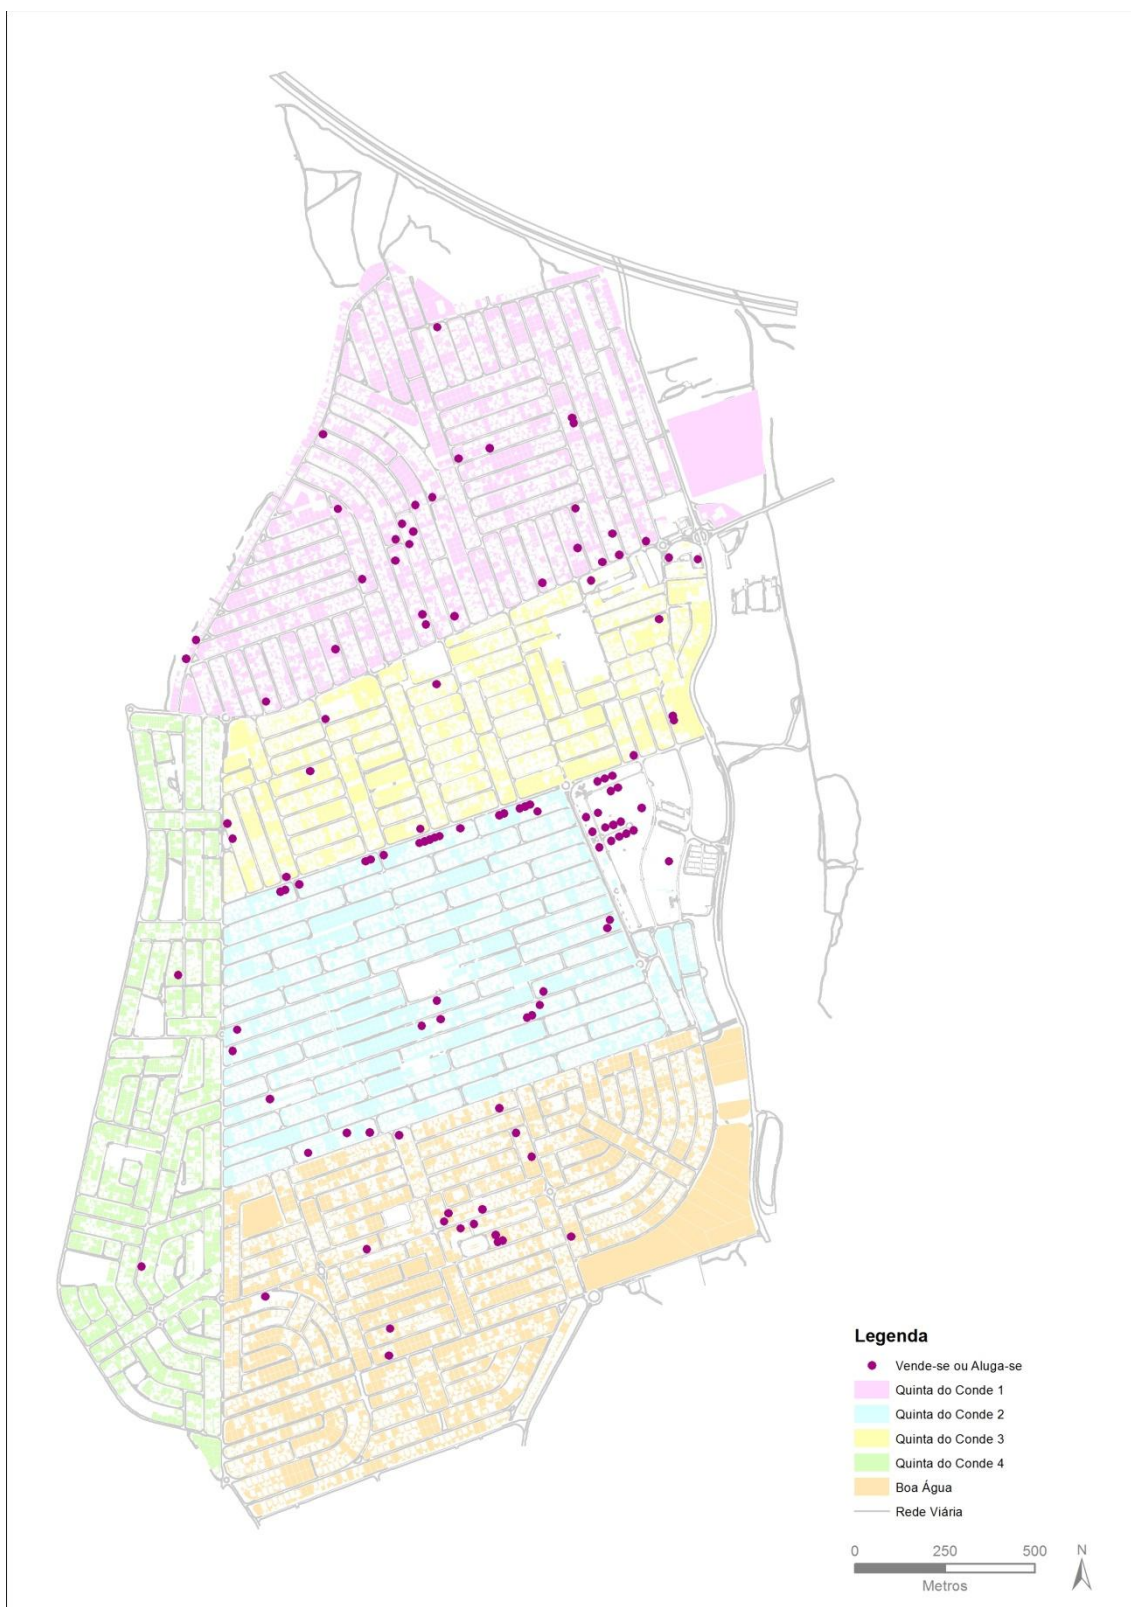 Legenda
Vende-se ou Aluga-se
Quinta do Conde 1
Quinta do Conde 2
Quinta do Conde 3
Quinta do Conde 4
Boa Água
Rede Viária
0 250 500 N
Metros